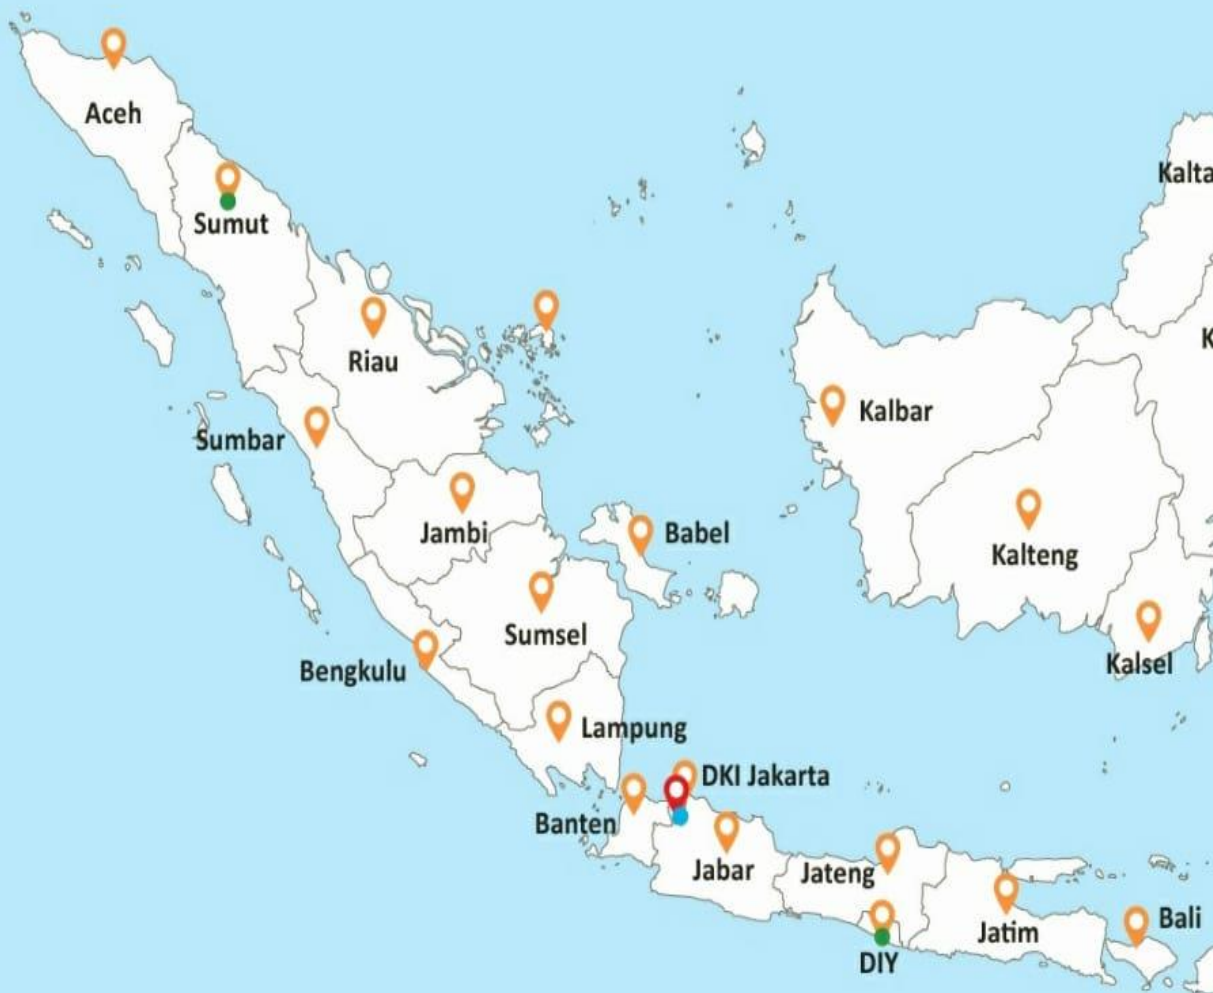 Aceh
Kalta
Sumut
K
Riau
Kalbar
Sumbar
Jambi
Babel
Kalteng
Sumsel
Kalsel
Bengkulu
Lampung
DKI Jakarta
Banten
Jabar
Jateng
Bali
Jatim
DIY